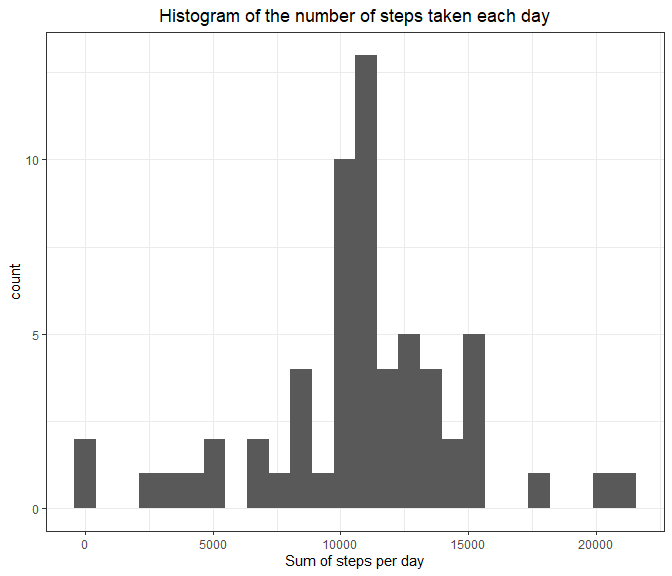 Histogram of the number of steps taken each day
10
5
0
count
0 5000 10000 15000 20000
Sum of steps per day